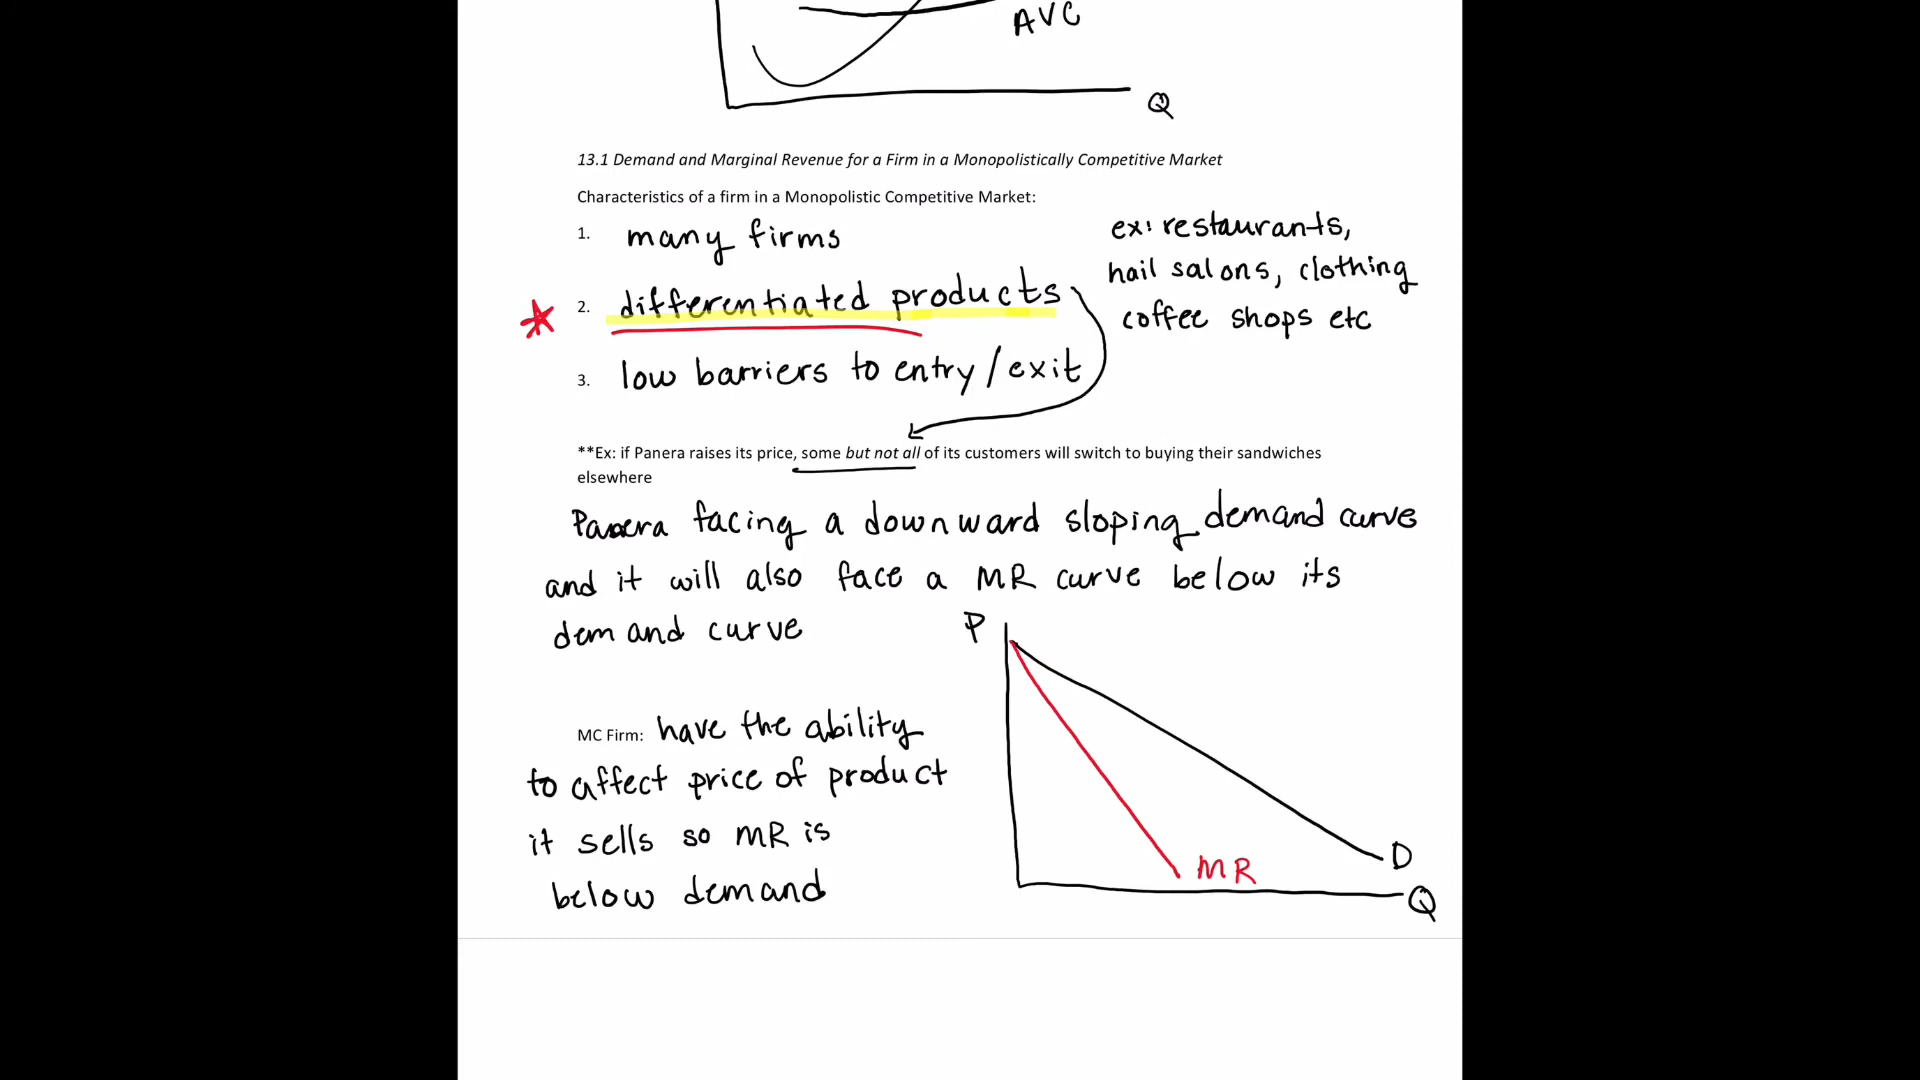 AVC
Q
13.1 Demand and Marginal Revenue for a Firm in a Monopolistically Competitive Market
Characteristics of a firm in a Monopolistic Competitive Market:
1. many firms
2. differentiated products
3. low barriers to entry/exit
ex: restaurants,
nail salons, clothing
coffee shops etc
**Ex: if Panera raises its price, some but not all of its customers will switch to buying their sandwiches
elsewhere
Panera facing a downward sloping demand curve
and it will also face a MR curve below its
demand curve
MC Firm: have the ability
to affect price of product
it sells so MR is
below demand
P
D
MR
Q